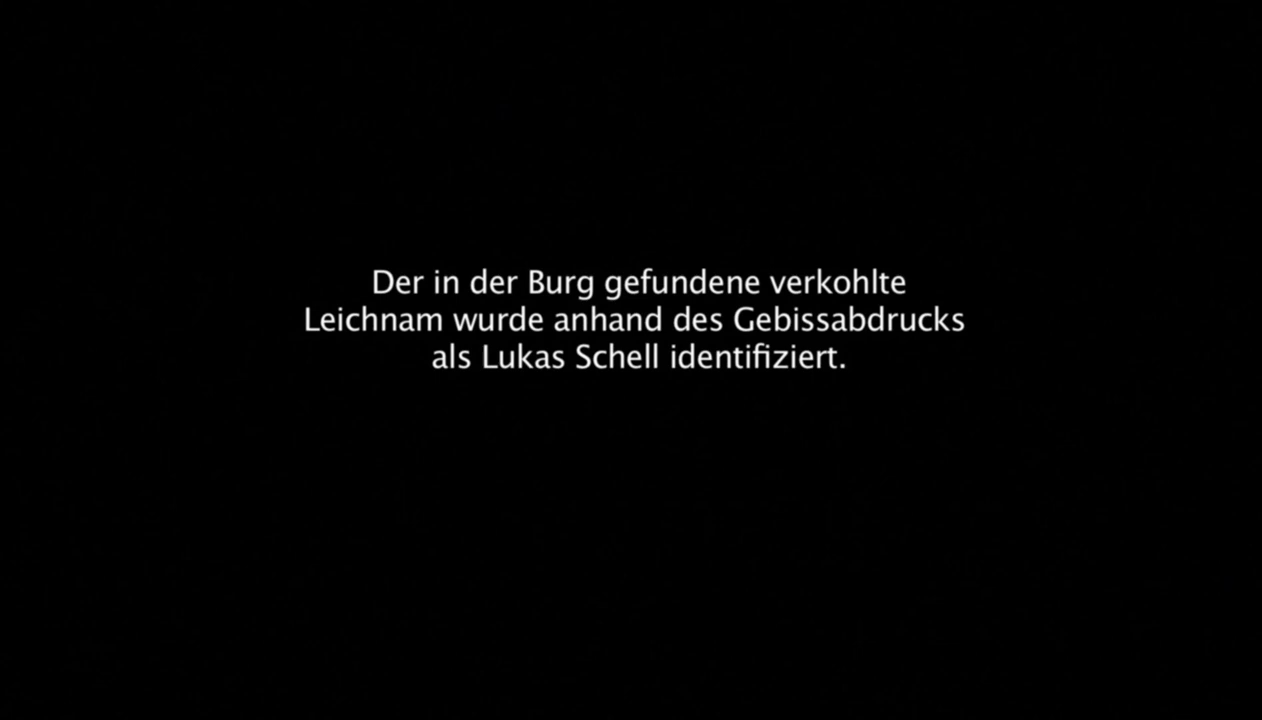 Der in der Burg gefundene verkohlte
Leichnam wurde anhand des Gebissabdrucks
als Lukas Schell identifiziert.